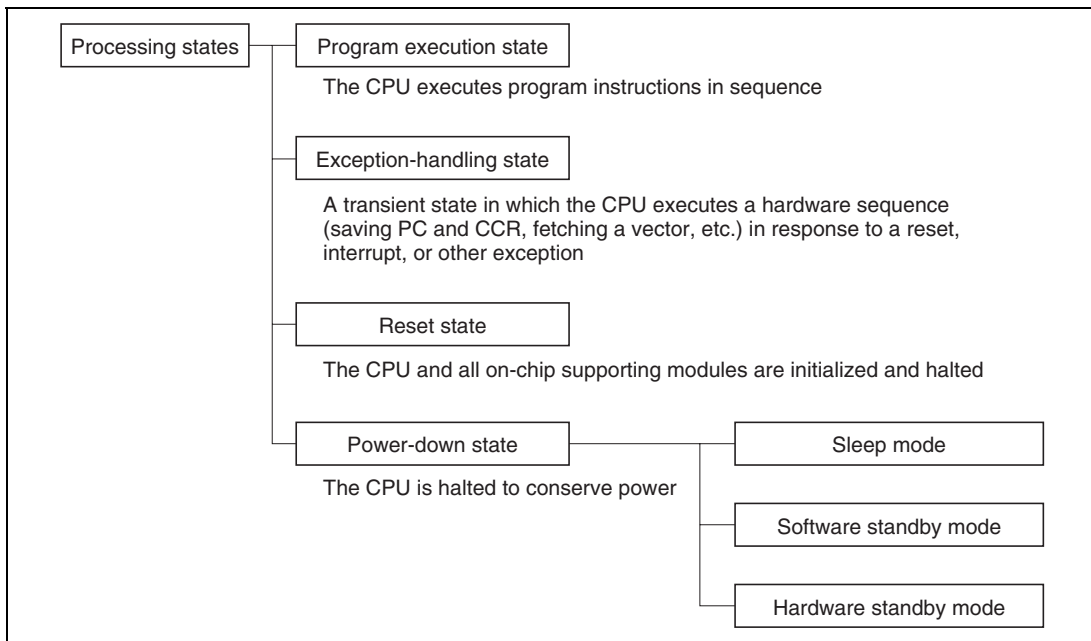 Processing states
Program execution state
The CPU executes program instructions in sequence
Exception-handling state
A transient state in which the CPU executes a hardware sequence
(saving PC and CCR, fetching a vector, etc.) in response to a reset,
interrupt, or other exception
Reset state
The CPU and all on-chip supporting modules are initialized and halted
Power-down state
Sleep mode
The CPU is halted to conserve power
Software standby mode
Hardware standby mode